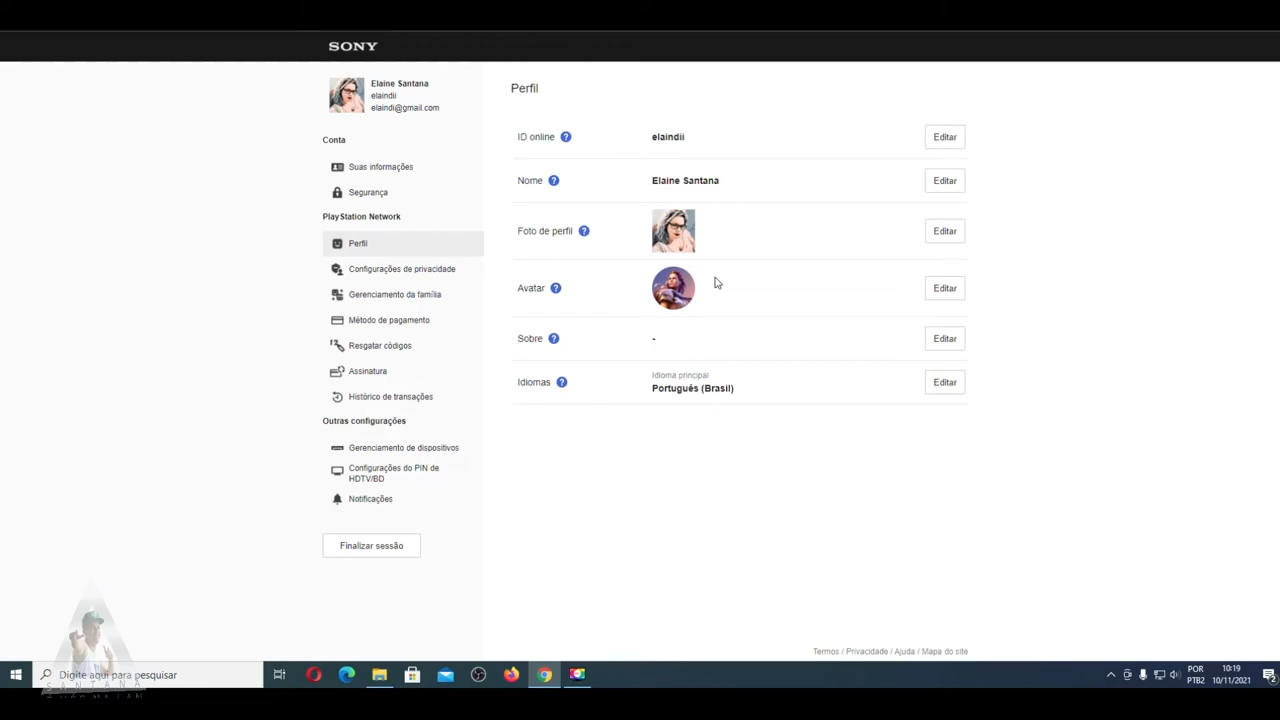 SONY
Elaine Santana
elaindii
elaindi@gmail.com
Conta
Suas informações
Segurança
PlayStation Network
Perfil
Configurações de privacidade
Gerenciamento da família
Método de pagamento
Resgatar códigos
Assinatura
Histórico de transações
Outras configurações
Gerenciamento de dispositivos
Configurações do PIN de
HDTV/BD
Notificações
Finalizar sessão
Perfil
ID online ? elaindii Editar
Nome ? Elaine Santana Editar
Foto de perfil ? Editar
Avatar ? Editar
Sobre ? - Editar
Idioma principal
Idiomas ? Português (Brasil) Editar
Termos / Privacidade / Ajuda / Mapa do site
Digite aqui para pesquisar
SANTANA
POR
PTB2
10:19
10/11/2021
2